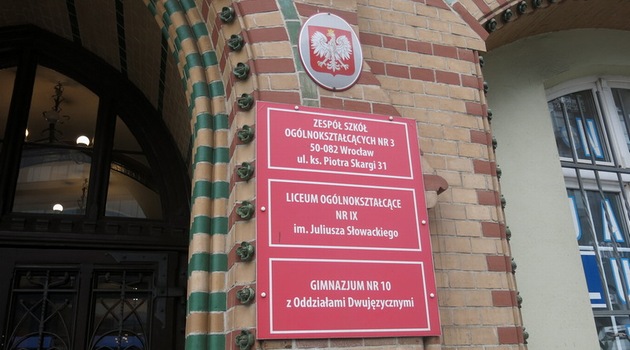 ZESPÓŁ SZKÓŁ
OGÓLNOKSZTAŁCĄCYCH NR 3
50-082 Wrocław
ul. ks. Piotra Skargi 31
LICEUM OGÓLNOKSZTAŁCĄCE
NR IX
im. Juliusza Słowackiego
GIMNAZJUM NR 10
z Oddziałami Dwujęzycznymi